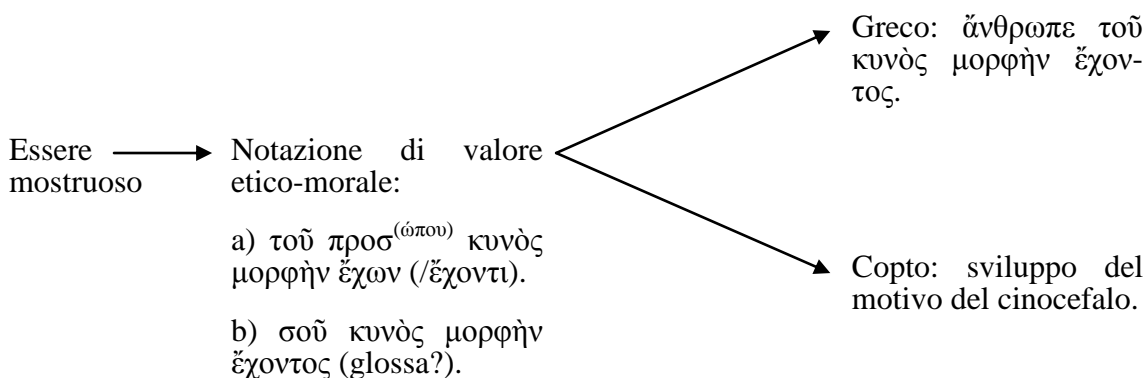 Essere
mostruoso
Notazione di valore
etico-morale:
a) τοῦ προσ(ώπου) κυνὸς
μορφὴν ἔχων (/ἔχοντι).
b) σοῦ κυνὸς μορφὴν
ἔχοντος (glossa?).
Greco: ἄνθρωπε τοῦ
κυνὸς μορφὴν ἔχον-
τος.
Copto: sviluppo del
motivo del cinocefalo.